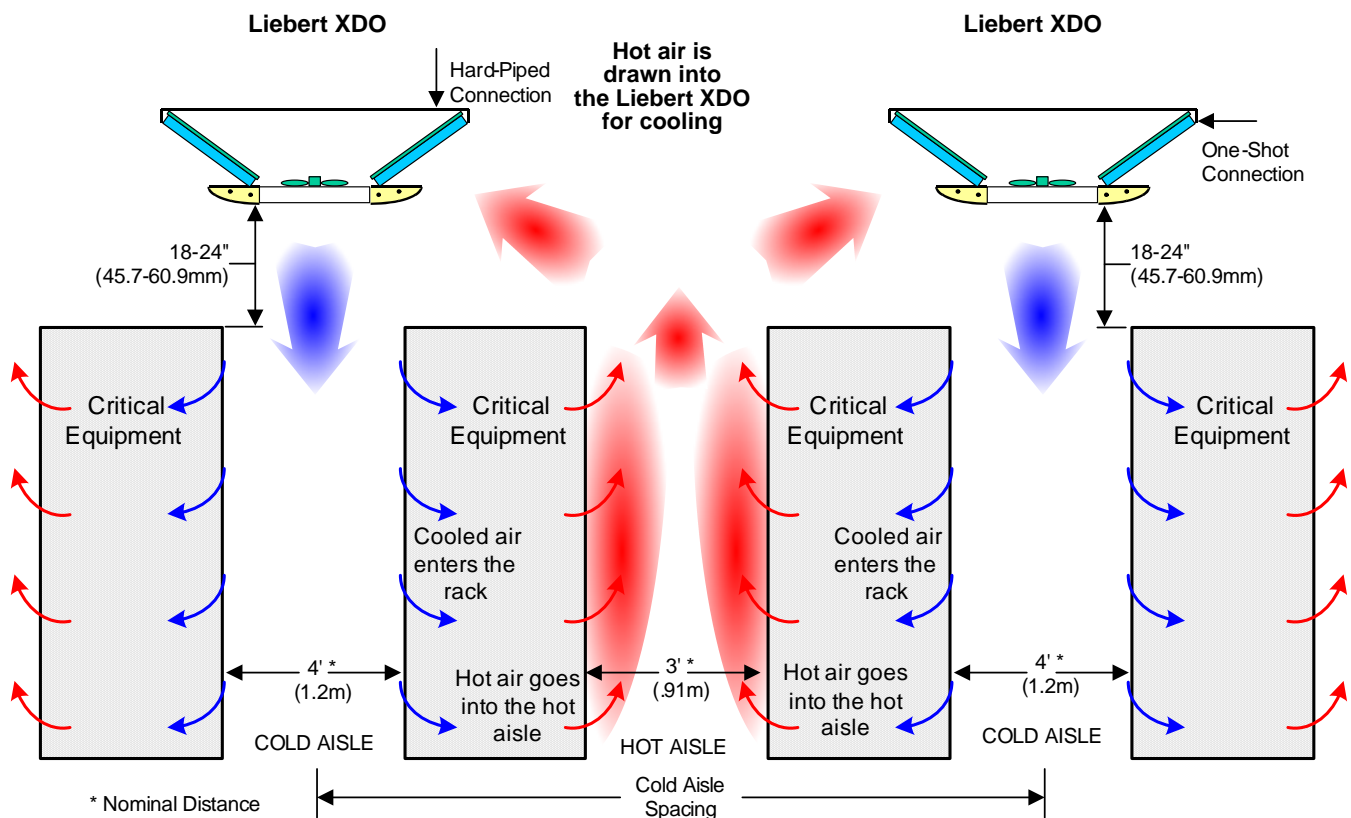 Liebert XDO
Liebert XDO
Hard-Piped
Connection
Hot air is
drawn into
the Liebert XDO
for cooling
One-Shot
Connection
18-24"
(45.7-60.9mm)
18-24"
(45.7-60.9mm)
Critical
Equipment
Critical
Equipment
Critical
Equipment
Critical
Equipment
Cooled air
enters the
rack
Cooled air
enters the
rack
4' *
(1.2m)
3' *
(.91m)
4' *
(1.2m)
Hot air goes
into the hot
aisle
Hot air goes
into the hot
aisle
COLD AISLE
HOT AISLE
COLD AISLE
* Nominal Distance
Cold Aisle
Spacing